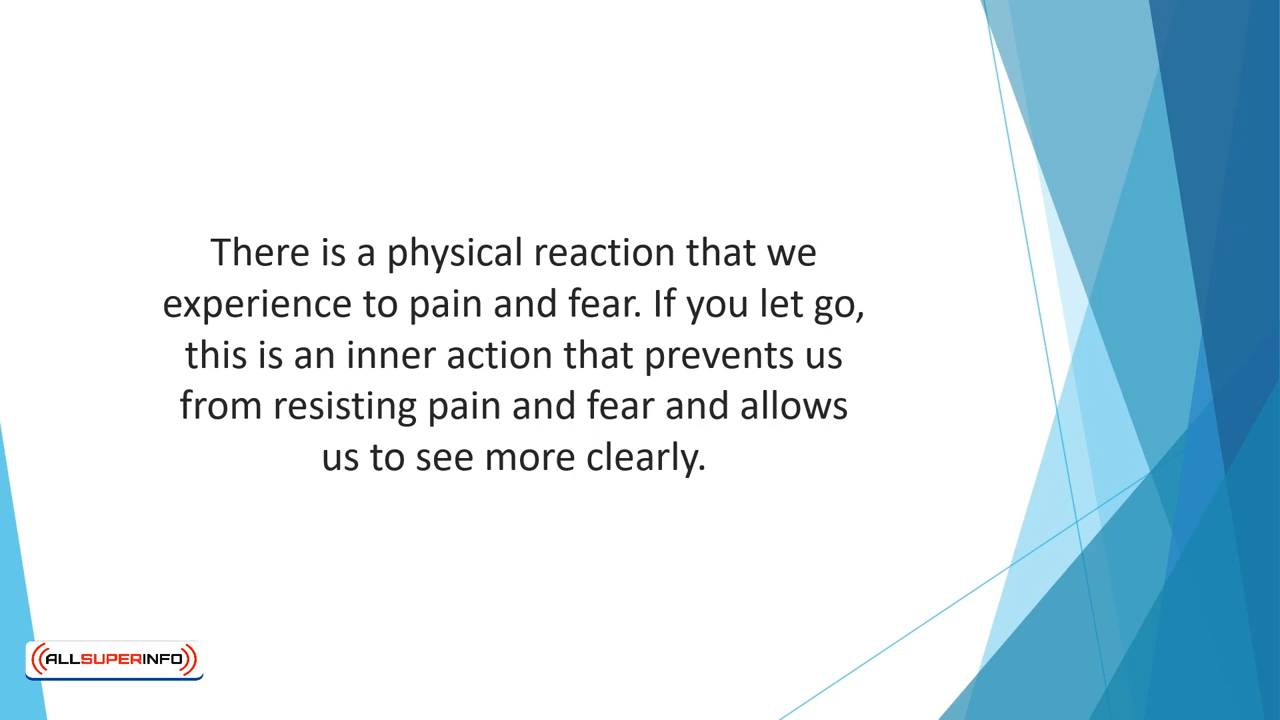 There is a physical reaction that we
experience to pain and fear. If you let go,
this is an inner action that prevents us
from resisting pain and fear and allows
us to see more clearly.
ALLSUPERINFO